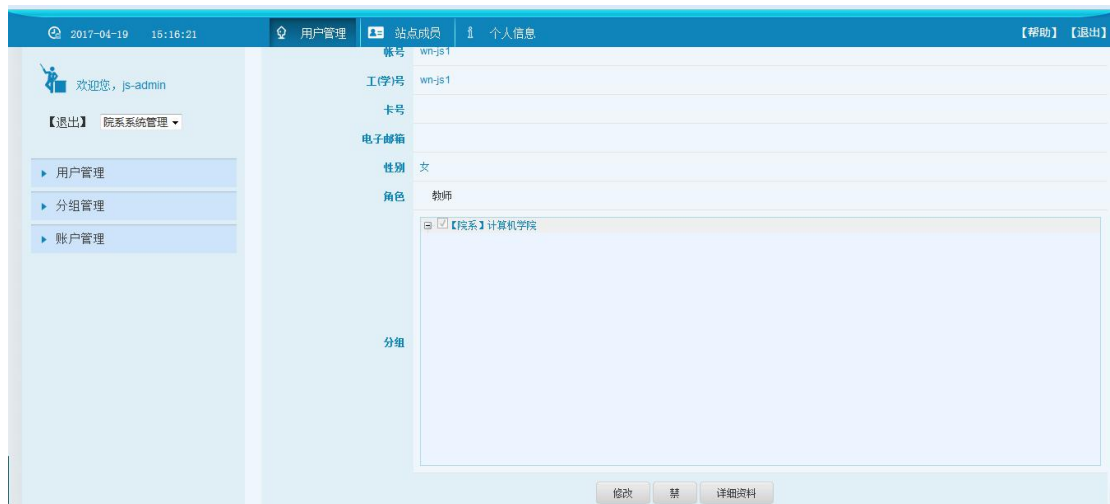 2017-04-19 15:16:21 用户管理 站点成员 个人信息 【帮助】 【退出】
帐号 wn-js1
欢迎您，js-admin
工(学)号 wn-js1
卡号
【退出】 院系系统管理
电子邮箱
用户管理
性别 女
角色 教师
分组管理
【院系】计算机学院
账户管理
分组
修改 禁 详细资料